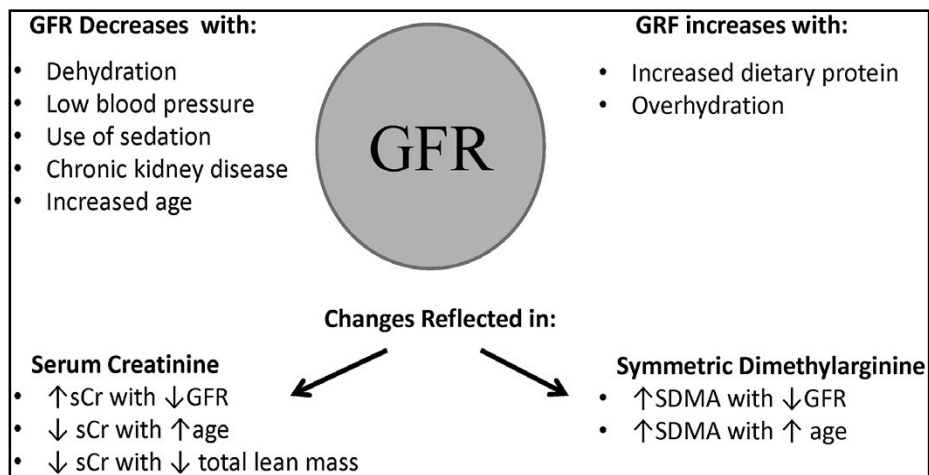 GFR Decreases with:
• Dehydration
• Low blood pressure
• Use of sedation
• Chronic kidney disease
• Increased age
GFR
GRF increases with:
• Increased dietary protein
• Overhydration
Changes Reflected in:
Serum Creatinine
• ↑sCr with ↓GFR
• ↓ sCr with ↑age
• ↓ sCr with ↓ total lean mass
Symmetric Dimethylarginine
• ↑SDMA with ↓GFR
• ↑SDMA with ↑ age